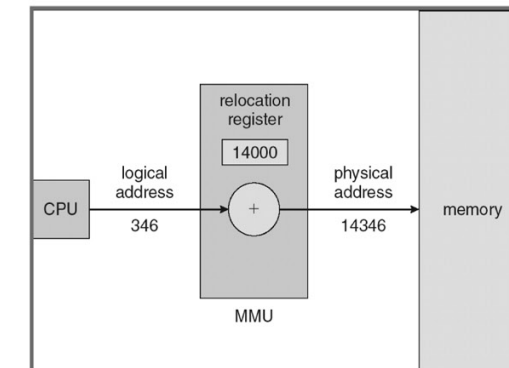 relocation
register
14000
logical
address
physical
address
CPU
+
memory
346
14346
MMU